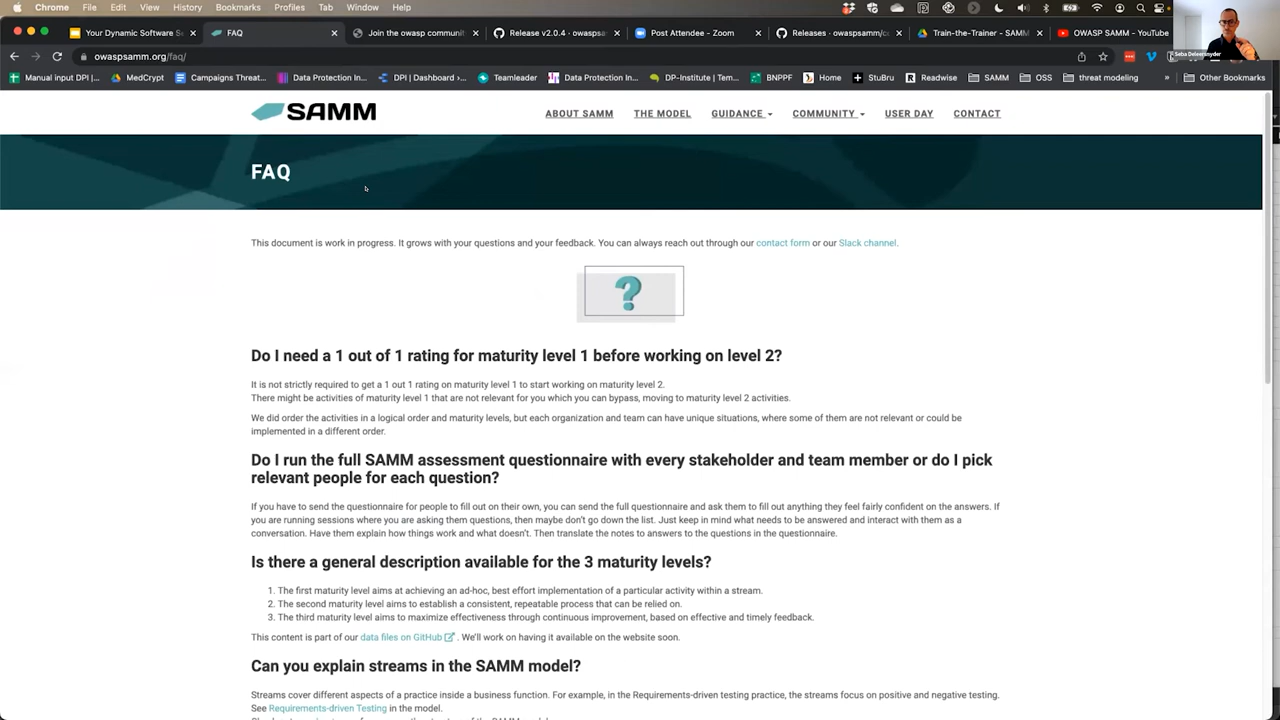 Chrome File Edit View History Bookmarks Profiles Tab Window Help
Your Dynamic Software S
FAQ
Join the owasp community
Release v2.0.4 · owasps
Post Attendee - Zoom
Releases · owaspsamm/c
Train-the-Trainer - SAMM
OWASP SAMM - YouTube
owaspsamm.org/faq/
Seba Deleersnyder
Manual input DPI
MedCrypt
Campaigns Threat...
Data Protection In...
DPI | Dashboard ›...
Teamleader
Data Protection In...
DP-Institute | Tem...
BNPPF
Home
StuBru
Readwise
SAMM
OSS
threat modeling
»
Other Bookmarks
SAMM
ABOUT SAMM THE MODEL GUIDANCE COMMUNITY USER DAY CONTACT
FAQ
This document is work in progress. It grows with your questions and your feedback. You can always reach out through our contact form or our Slack channel.
?
Do I need a 1 out of 1 rating for maturity level 1 before working on level 2?
It is not strictly required to get a 1 out 1 rating on maturity level 1 to start working on maturity level 2.
There might be activities of maturity level 1 that are not relevant for you which you can bypass, moving to maturity level 2 activities.
We did order the activities in a logical order and maturity levels, but each organization and team can have unique situations, where some of them are not relevant or could be
implemented in a different order.
Do I run the full SAMM assessment questionnaire with every stakeholder and team member or do I pick
relevant people for each question?
If you have to send the questionnaire for people to fill out on their own, you can send the full questionnaire and ask them to fill out anything they feel fairly confident on the answers. If
you are running sessions where you are asking them questions, then maybe don't go down the list. Just keep in mind what needs to be answered and interact with them as a
conversation. Have them explain how things work and what doesn't. Then translate the notes to answers to the questions in the questionnaire.
Is there a general description available for the 3 maturity levels?
1. The first maturity level aims at achieving an ad-hoc, best effort implementation of a particular activity within a stream.
2. The second maturity level aims to establish a consistent, repeatable process that can be relied on.
3. The third maturity level aims to maximize effectiveness through continuous improvement, based on effective and timely feedback.
This content is part of our data files on GitHub . We'll work on having it available on the website soon.
Can you explain streams in the SAMM model?
Streams cover different aspects of a practice inside a business function. For example, in the Requirements-driven testing practice, the streams focus on positive and negative testing.
See Requirements-driven Testing in the model.